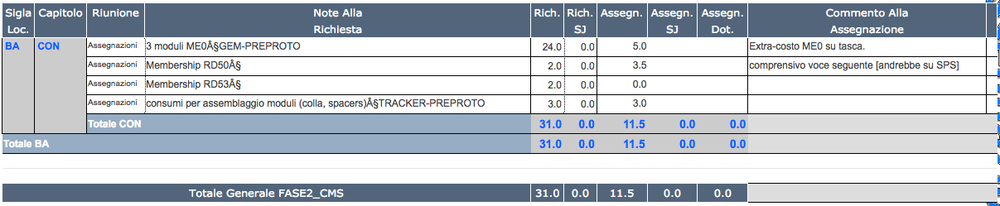 Sigla Loc. Capitolo Riunione Note Alla Richiesta Rich. Rich. SJ Assegn. Assegn. SJ Assegn. Dot. Commento Alla Assegnazione
BA CON Assegnazioni 3 moduli ME0Â§GEM-PREPROTO 24.0 0.0 5.0 Extra-costo ME0 su tasca.
Assegnazioni Membership RD50Â§ 2.0 0.0 3.5 comprensivo voce seguente [andrebbe su SPS]
Assegnazioni Membership RD53Â§ 2.0 0.0 0.0
Assegnazioni consumi per assemblaggio moduli (colla, spacers)Â§TRACKER-PREPROTO 3.0 0.0 3.0
Totale CON 31.0 0.0 11.5 0.0 0.0
Totale BA 31.0 0.0 11.5 0.0 0.0
Totale Generale FASE2_CMS 31.0 0.0 11.5 0.0 0.0